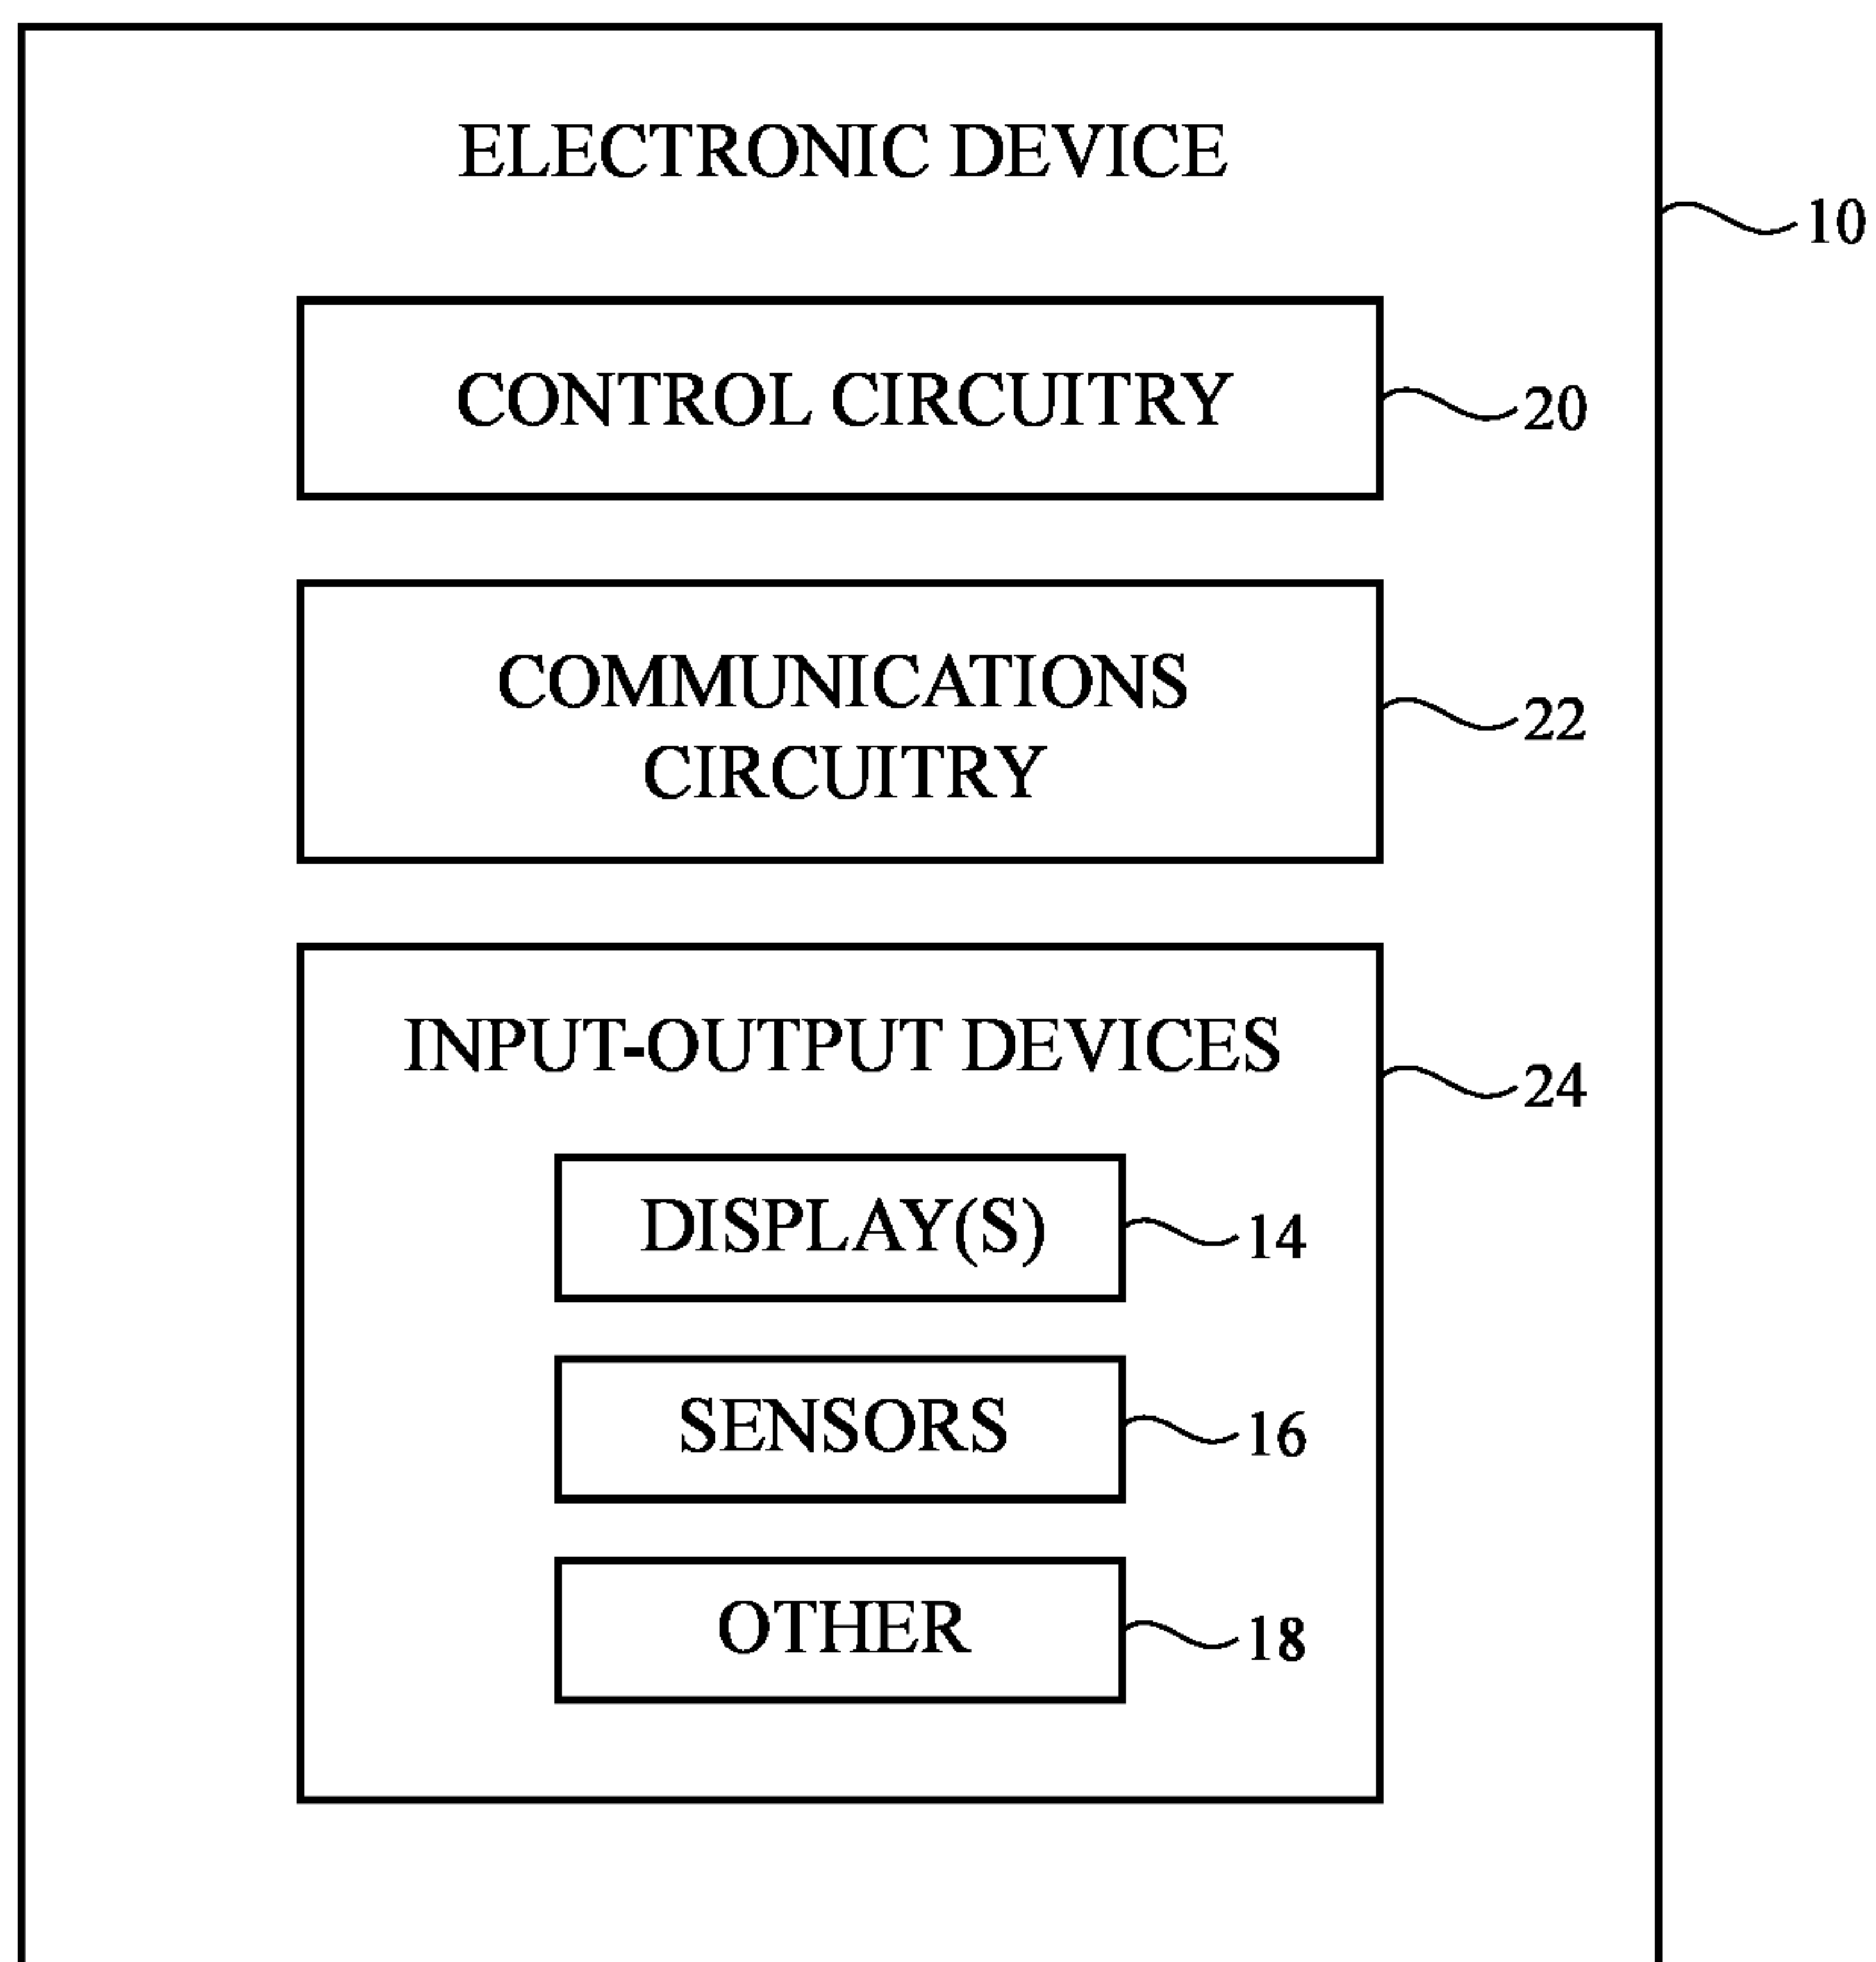 ELECTRONIC DEVICE
10
CONTROL CIRCUITRY
20
COMMUNICATIONS
CIRCUITRY
22
INPUT-OUTPUT DEVICES
24
DISPLAY(S)
14
SENSORS
16
OTHER
18